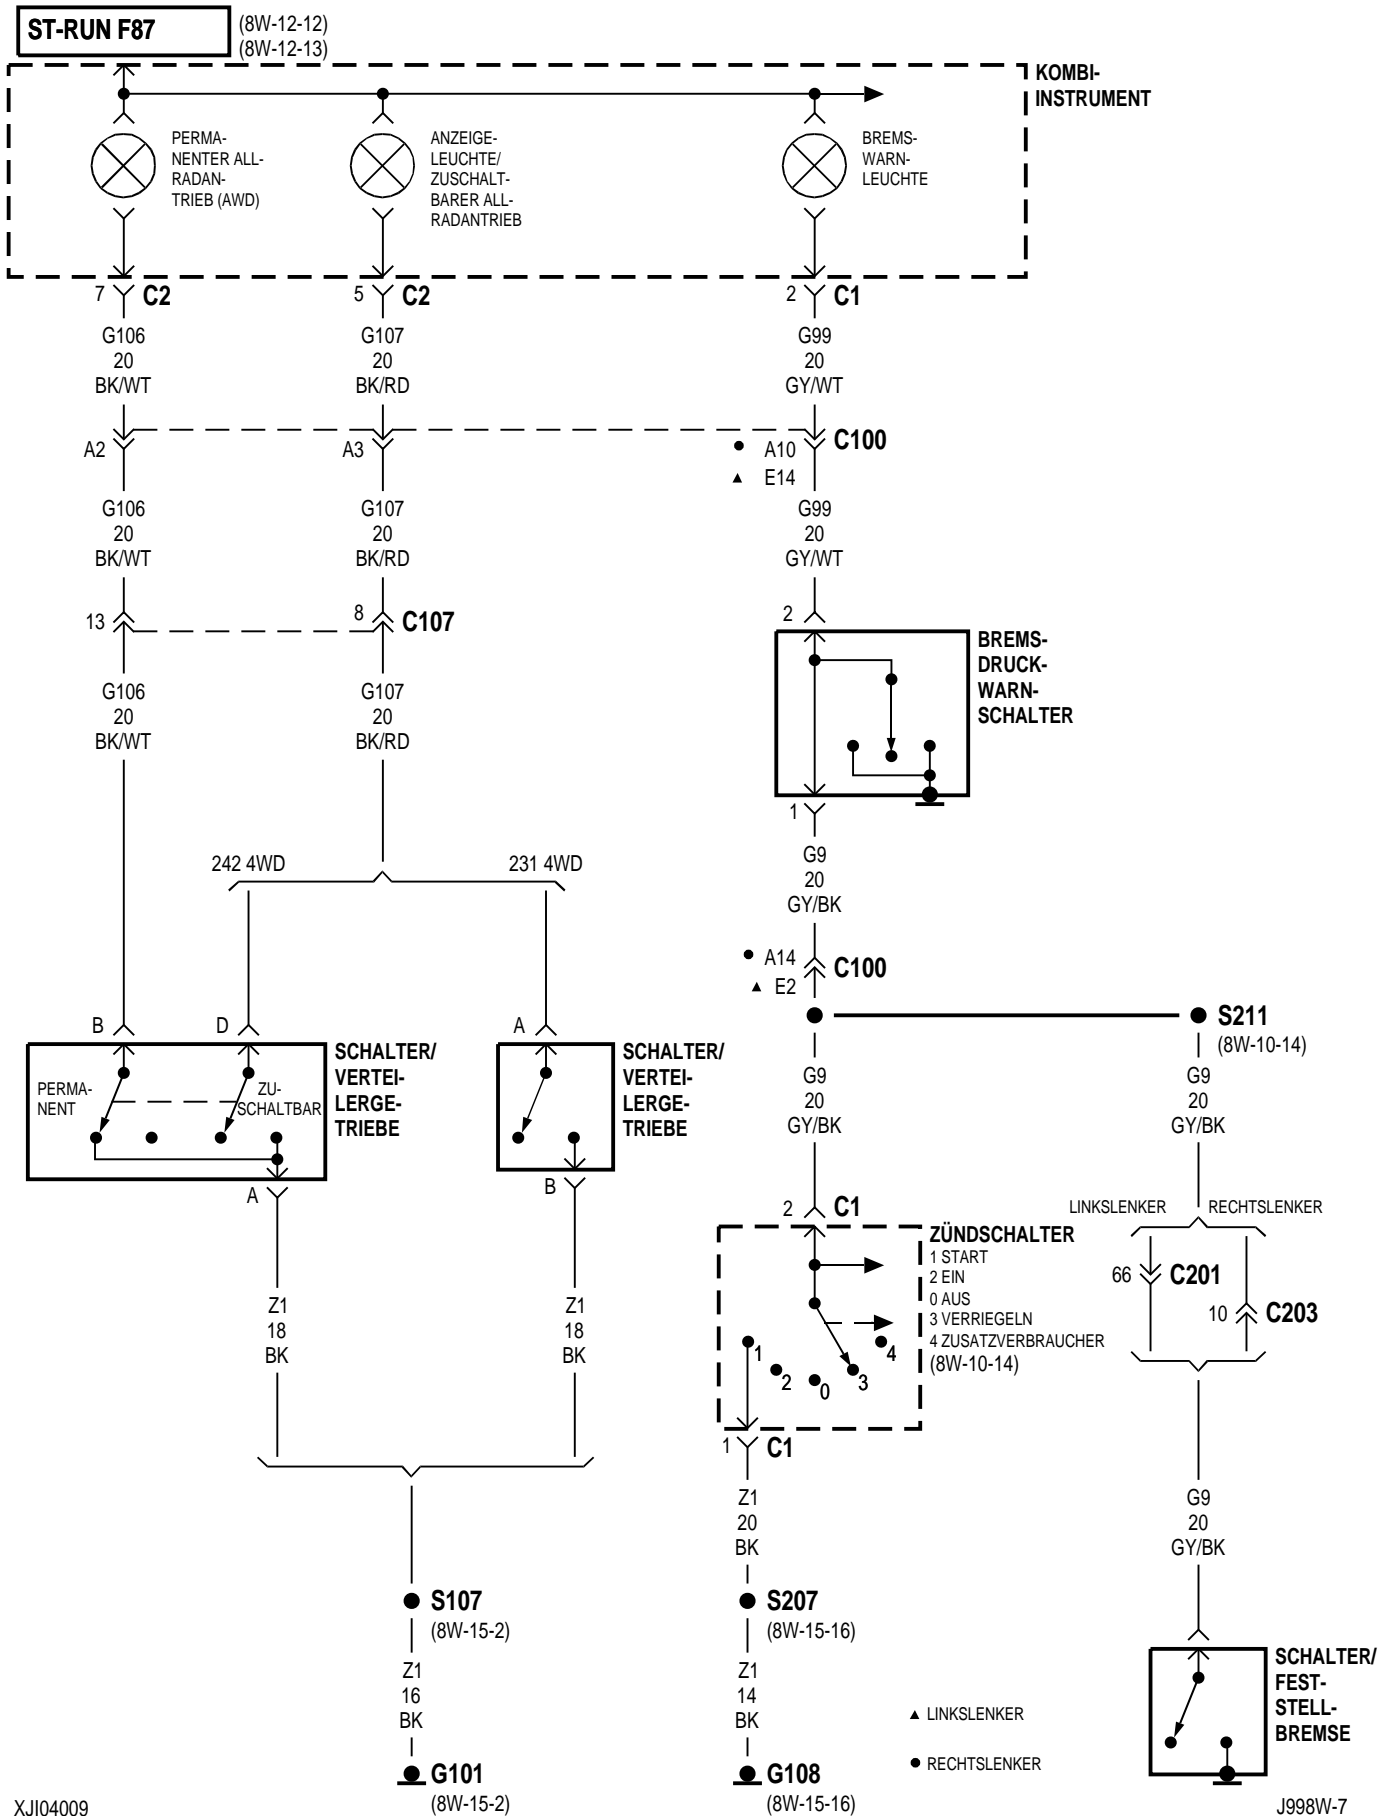 ST-RUN F87
(8W-12-12)
(8W-12-13)
KOMBI-
INSTRUMENT
PERMA-
NENTER ALL-
RADAN-
TRIEB (AWD)
ANZEIGE-
LEUCHTE/
ZUSCHALT-
BARER ALL-
RADANTRIEB
BREMS-
WARN-
LEUCHTE
7 C2
5 C2
2 C1
G106
20
BK/WT
G107
20
BK/RD
G99
20
GY/WT
A2
A3
● A10 C100
▲ E14
G106
20
BK/WT
G107
20
BK/RD
G99
20
GY/WT
13
8 C107
2
BREMS-
DRUCK-
WARN-
SCHALTER
G106
20
BK/WT
G107
20
BK/RD
1
G9
20
GY/BK
242 4WD
231 4WD
● A14 C100
▲ E2
S211
(8W-10-14)
B
D
A
PERMA-
NENT
ZU-
SCHALTBAR
SCHALTER/
VERTEI-
LERGE-
TRIEBE
SCHALTER/
VERTEI-
LERGE-
TRIEBE
G9
20
GY/BK
G9
20
GY/BK
A
B
2 C1
LINKSLENKER
RECHTSLENKER
ZÜNDSCHALTER
1 START
2 EIN
0 AUS
3 VERRIEGELN
4 ZUSATZVERBRAUCHER
(8W-10-14)
66 C201
10 C203
1
2
0
3
4
Z1
18
BK
Z1
18
BK
1 C1
Z1
20
BK
G9
20
GY/BK
S107
(8W-15-2)
S207
(8W-15-16)
Z1
16
BK
Z1
14
BK
SCHALTER/
FEST-
STELL-
BREMSE
▲ LINKSLENKER
● RECHTSLENKER
G101
(8W-15-2)
G108
(8W-15-16)
XJI04009
J998W-7